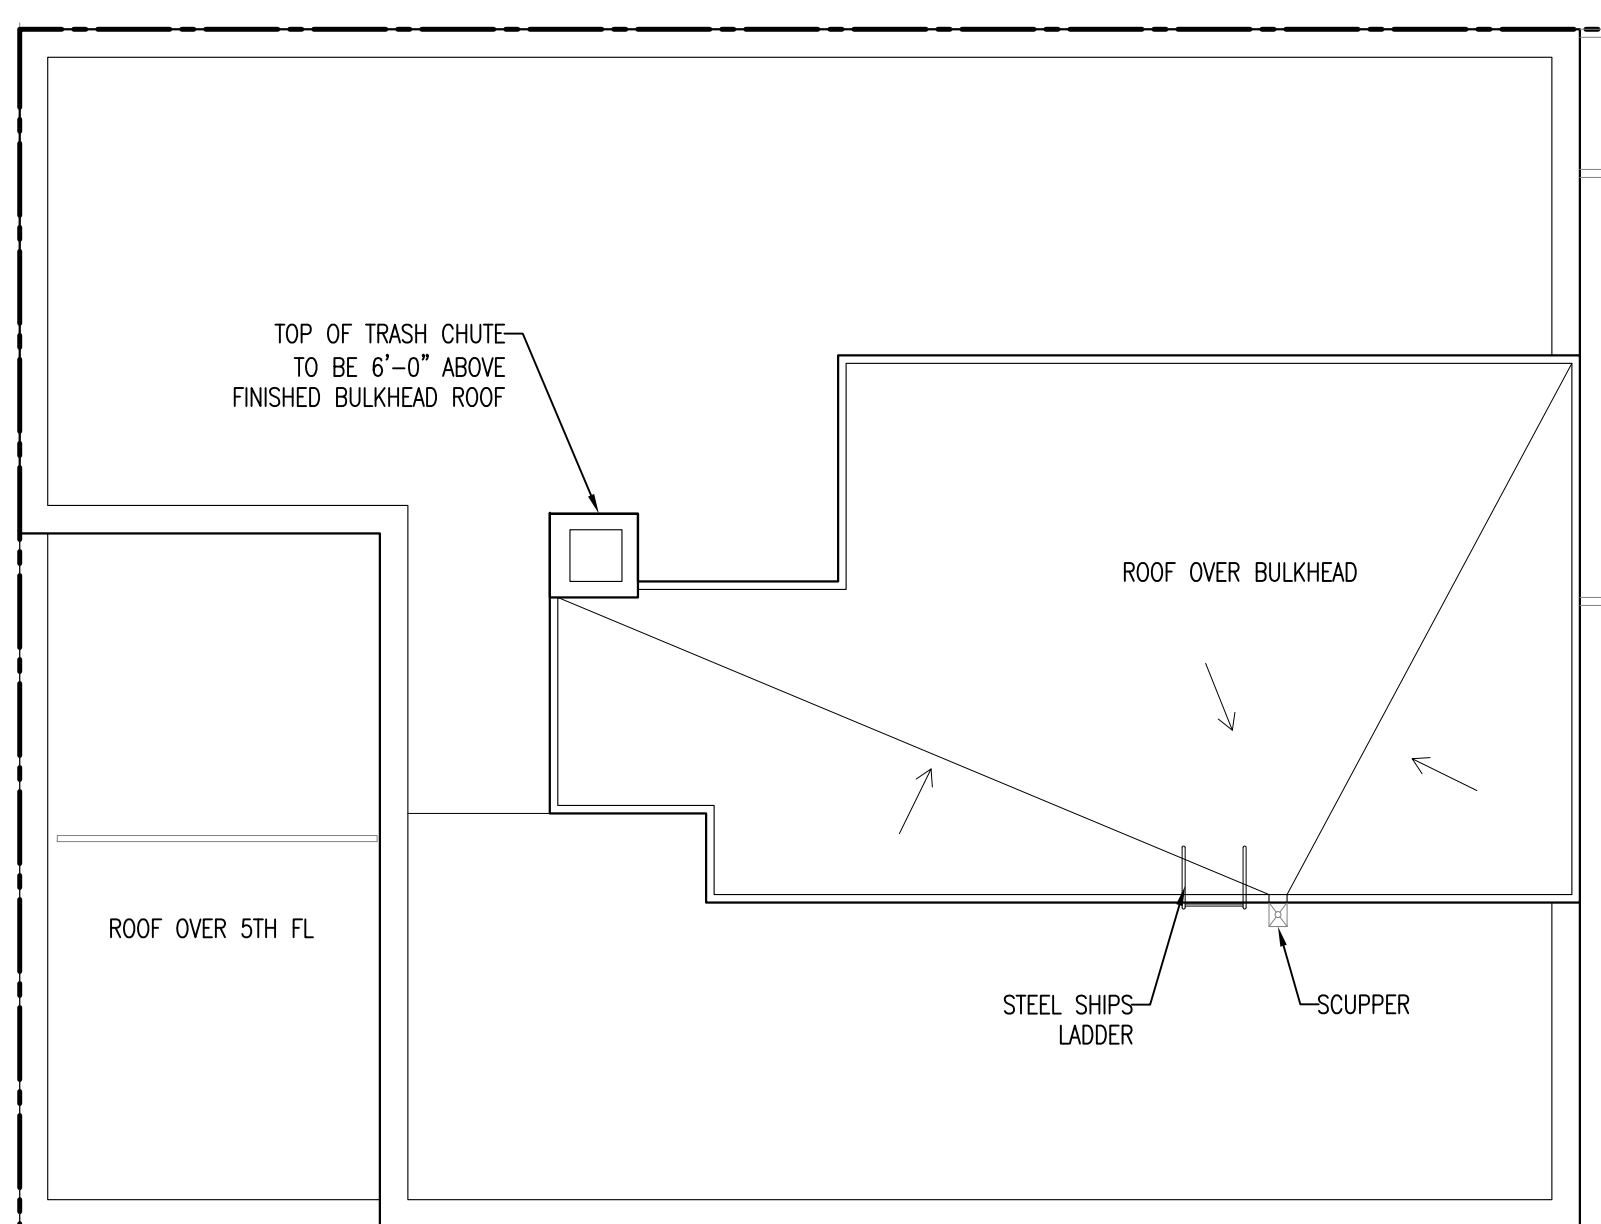 TOP OF TRASH CHUTE
TO BE 6'-0" ABOVE
FINISHED BULKHEAD ROOF
ROOF OVER BULKHEAD
ROOF OVER 5TH FL
STEEL SHIPS
LADDER
SCUPPER